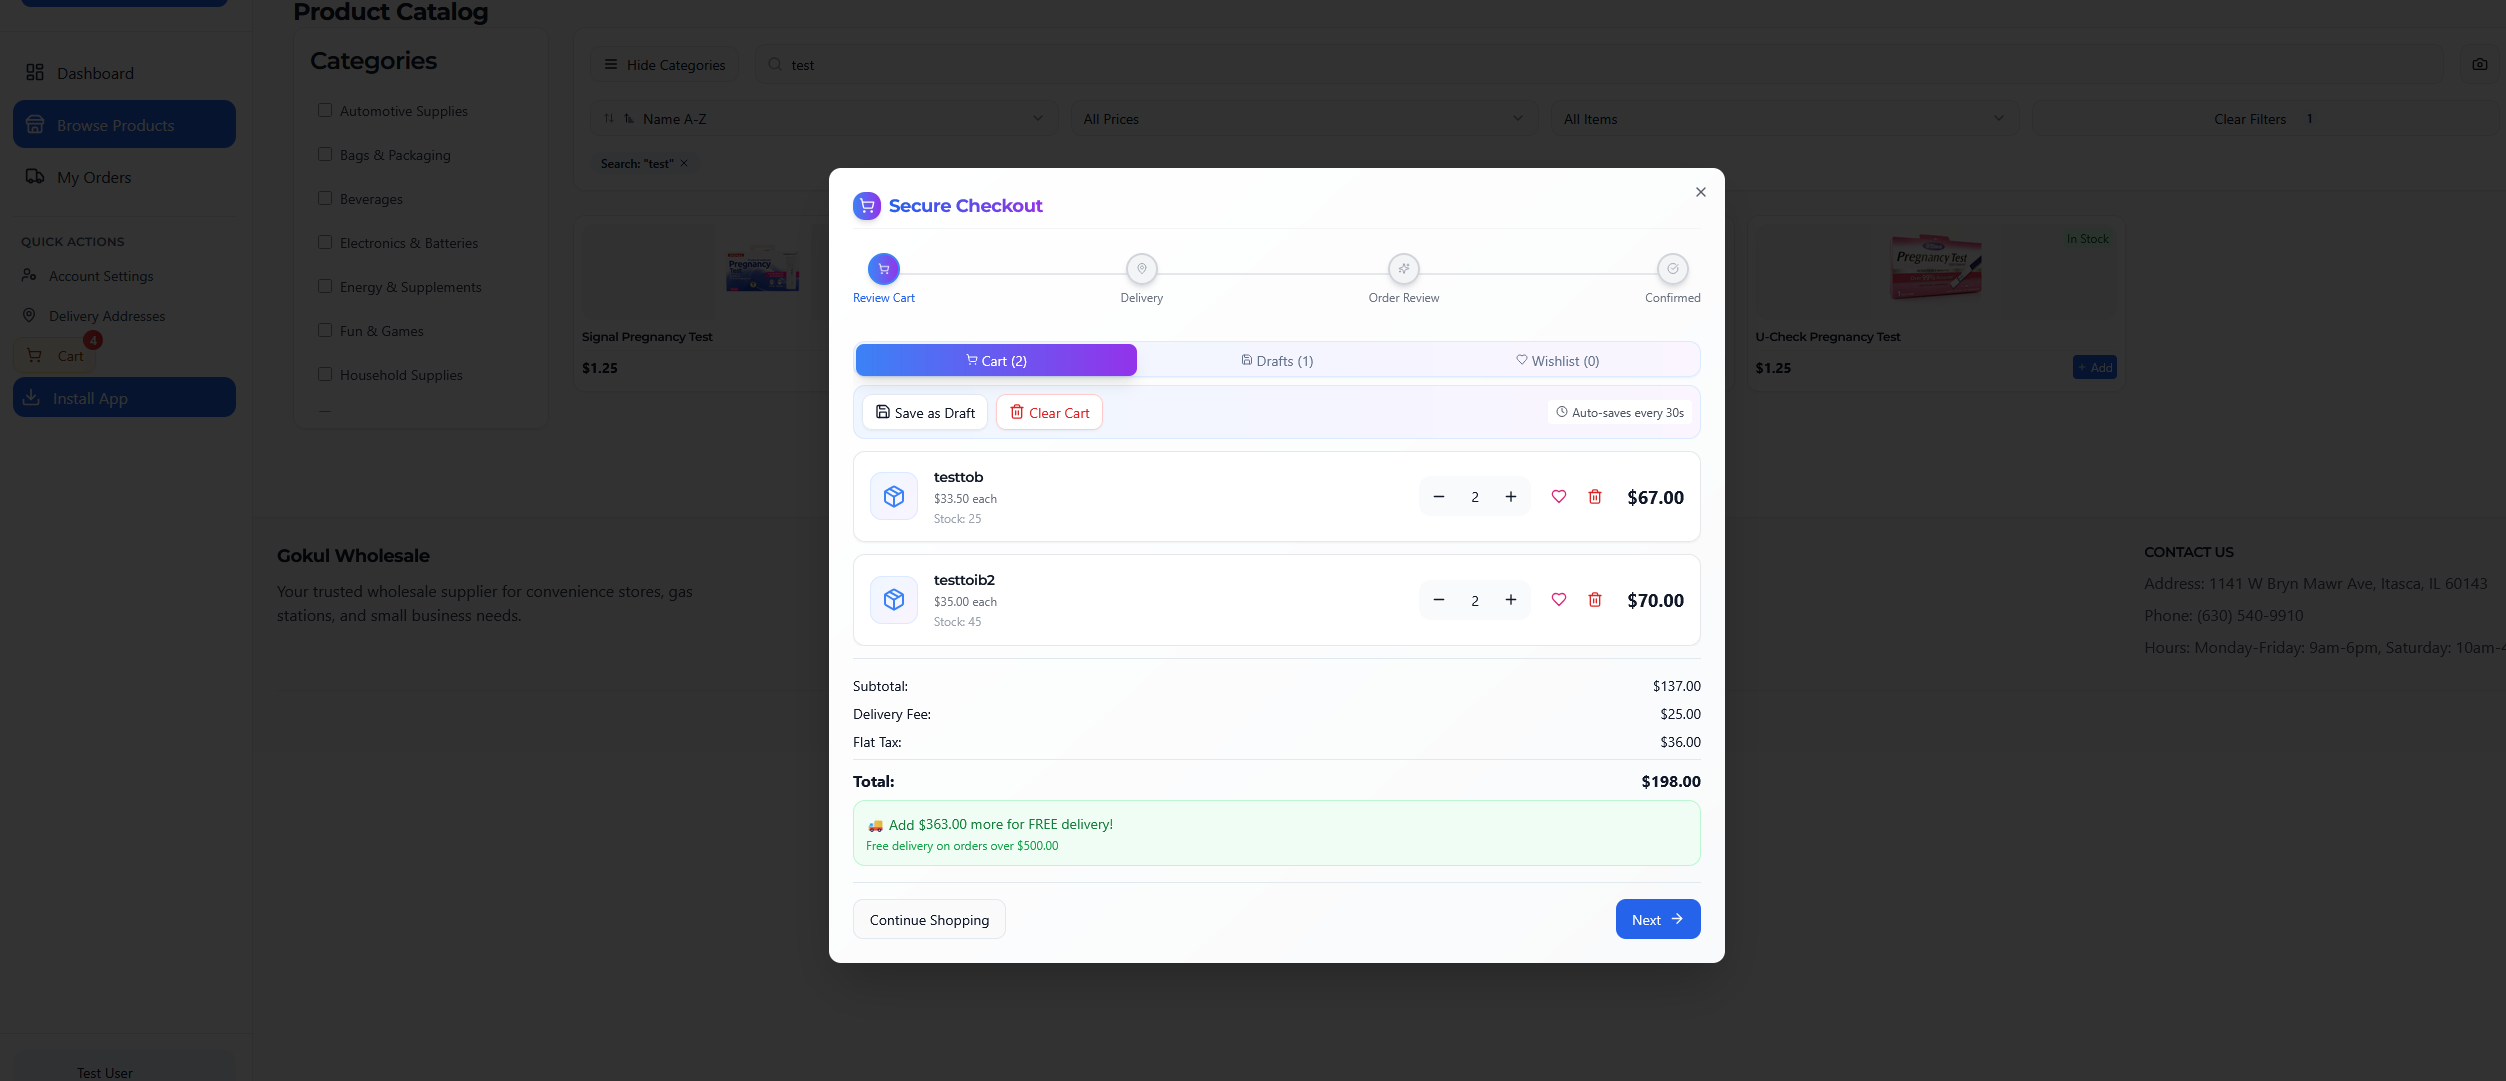 Product Catalog
Categories
Automotive Supplies
Bags & Packaging
Beverages
Electronics & Batteries
Energy & Supplements
Fun & Games
Household Supplies
Dashboard
Browse Products
My Orders
QUICK ACTIONS
Account Settings
Delivery Addresses
4
Cart
Install App
Test User
Hide Categories
test
Name A-Z
All Prices
All Items
Clear Filters 1
Search: "test" ×
Pregnancy Test
Signal Pregnancy Test
$1.25
In Stock
Pregnancy Test
U-Check Pregnancy Test
$1.25
+ Add
Secure Checkout
Review Cart
Delivery
Order Review
Confirmed
Cart (2)
Drafts (1)
Wishlist (0)
Save as Draft
Clear Cart
Auto-saves every 30s
testtob
$33.50 each
Stock: 25
2
$67.00
testtoib2
$35.00 each
Stock: 45
2
$70.00
Subtotal:
$137.00
Delivery Fee:
$25.00
Flat Tax:
$36.00
Total:
$198.00
Add $363.00 more for FREE delivery!
Free delivery on orders over $500.00
Continue Shopping
Next
Gokul Wholesale
Your trusted wholesale supplier for convenience stores, gas
stations, and small business needs.
CONTACT US
Address: 1141 W Bryn Mawr Ave, Itasca, IL 60143
Phone: (630) 540-9910
Hours: Monday-Friday: 9am-6pm, Saturday: 10am-